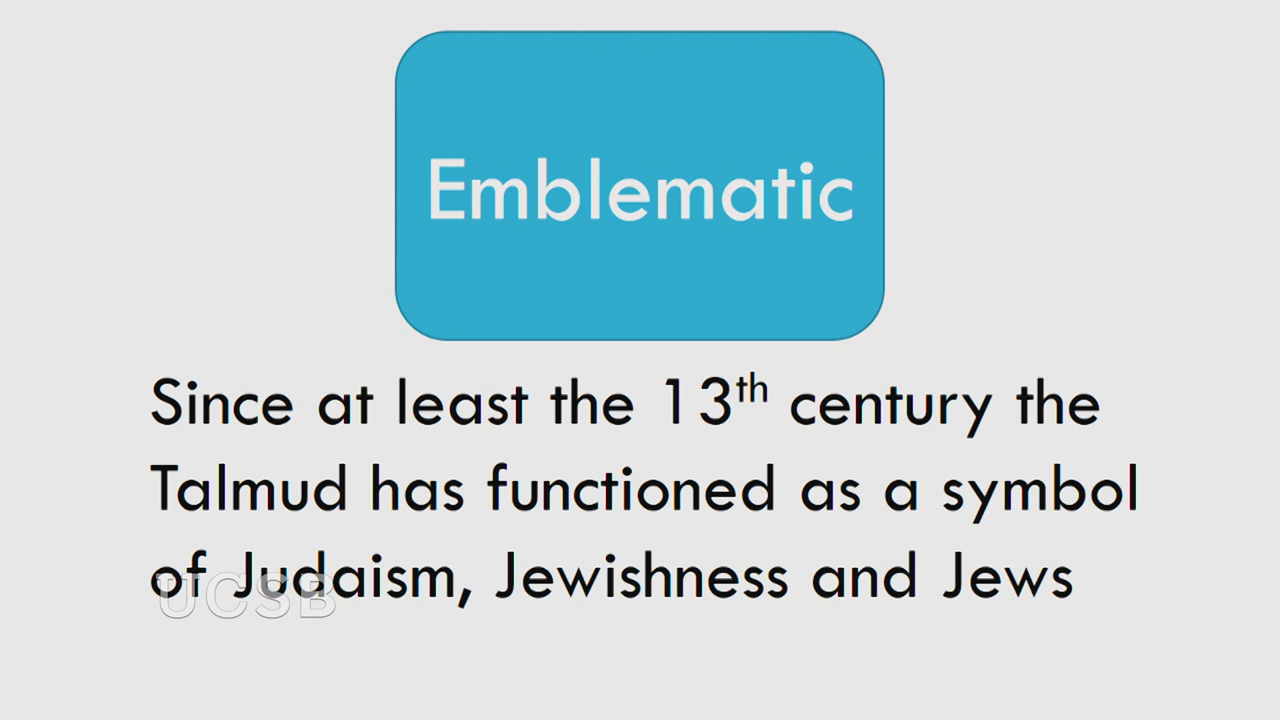 Emblematic
Since at least the 13th century the
Talmud has functioned as a symbol
of Judaism, Jewishness and Jews
UCSB